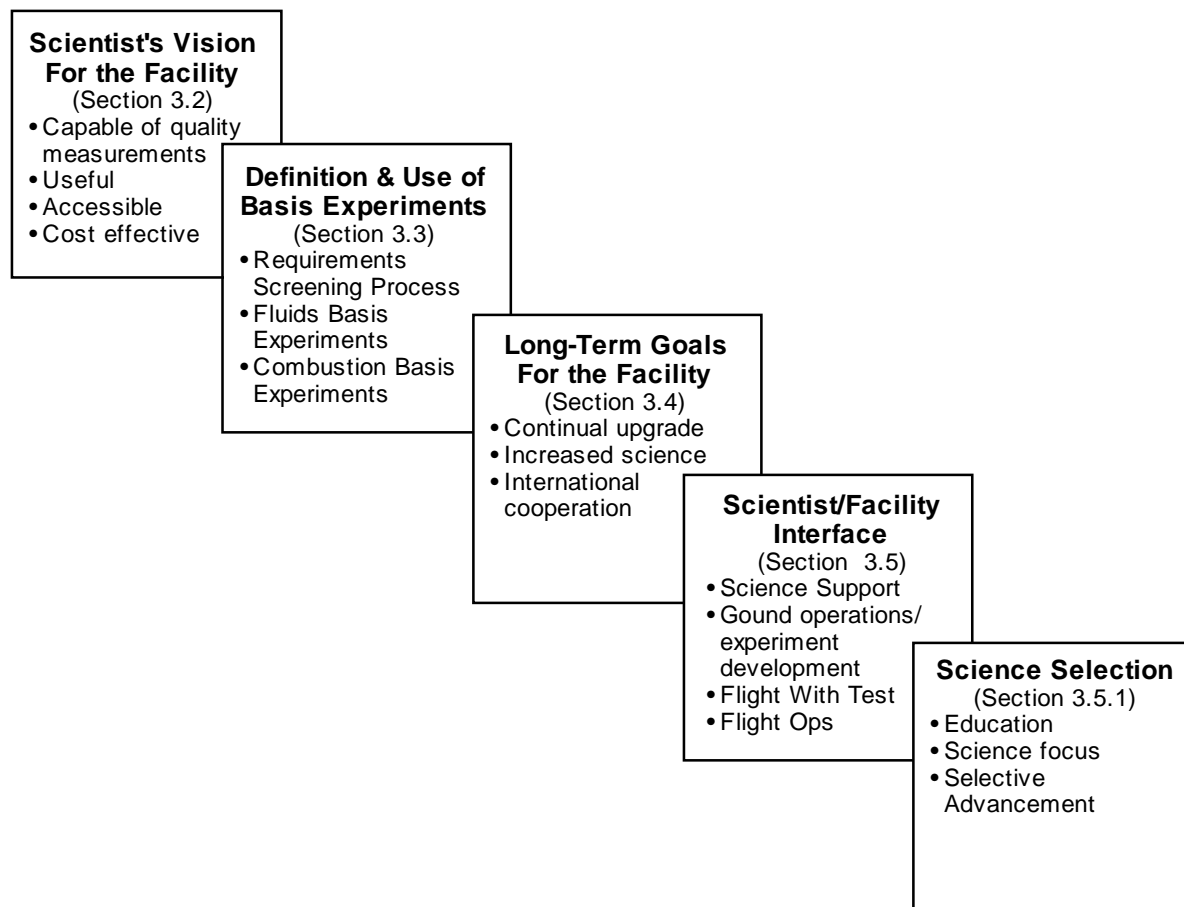 Scientist's Vision
For the Facility
(Section 3.2)
• Capable of quality
measurements
• Useful
• Accessible
• Cost effective
Definition & Use of
Basis Experiments
(Section 3.3)
• Requirements
Screening Process
• Fluids Basis
Experiments
• Combustion Basis
Experiments
Long-Term Goals
For the Facility
(Section 3.4)
• Continual upgrade
• Increased science
• International
cooperation
Scientist/Facility
Interface
(Section 3.5)
• Science Support
• Gound operations/
experiment
development
• Flight With Test
• Flight Ops
Science Selection
(Section 3.5.1)
• Education
• Science focus
• Selective
Advancement